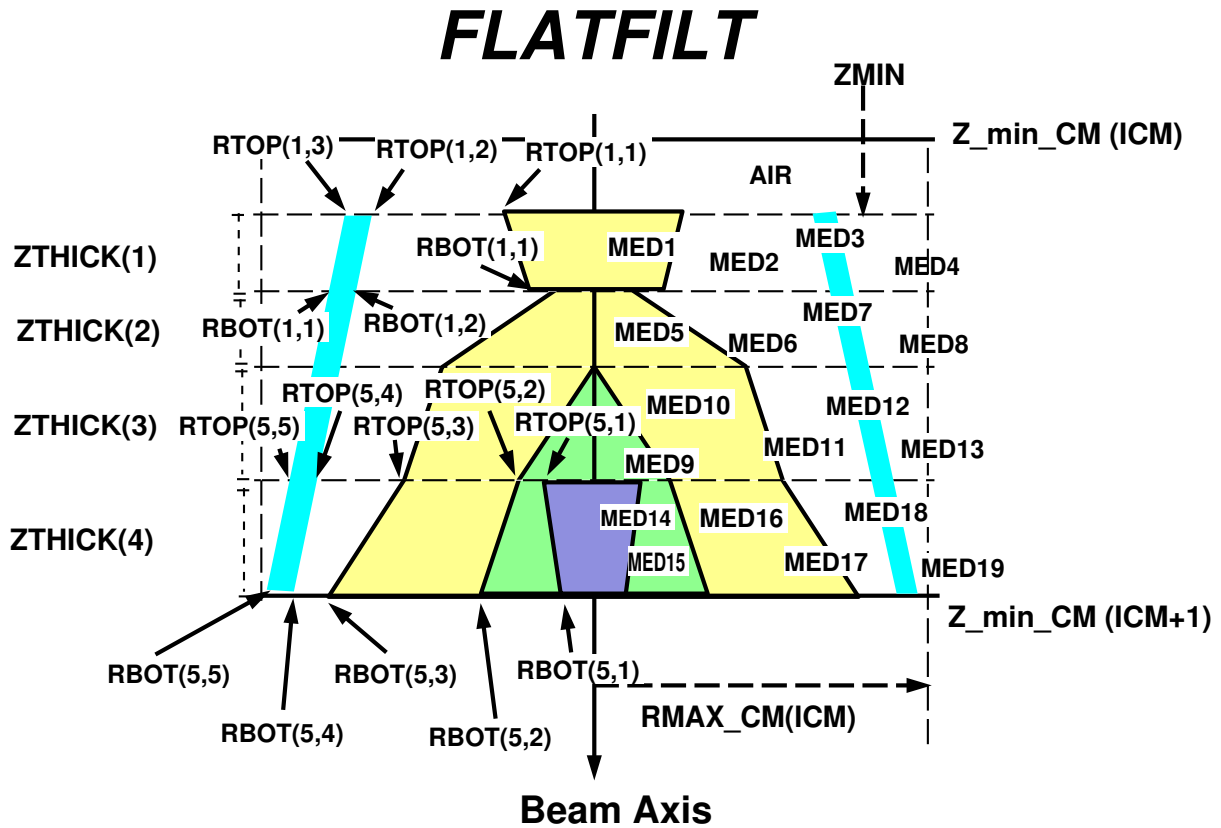 FLATFILT
ZMIN
Z_min_CM (ICM)
RTOP(1,3)
RTOP(1,2)
RTOP(1,1)
AIR
ZTHICK(1)
RBOT(1,1)
MED1
MED2
MED3
MED4
ZTHICK(2)
RBOT(1,1)
RBOT(1,2)
MED5
MED6
MED7
MED8
ZTHICK(3)
RTOP(5,5)
RTOP(5,4)
RTOP(5,3)
RTOP(5,2)
RTOP(5,1)
MED9
MED10
MED11
MED12
MED13
ZTHICK(4)
MED14
MED15
MED16
MED17
MED18
MED19
Z_min_CM (ICM+1)
RBOT(5,5)
RBOT(5,4)
RBOT(5,3)
RBOT(5,2)
RBOT(5,1)
RMAX_CM(ICM)
Beam Axis